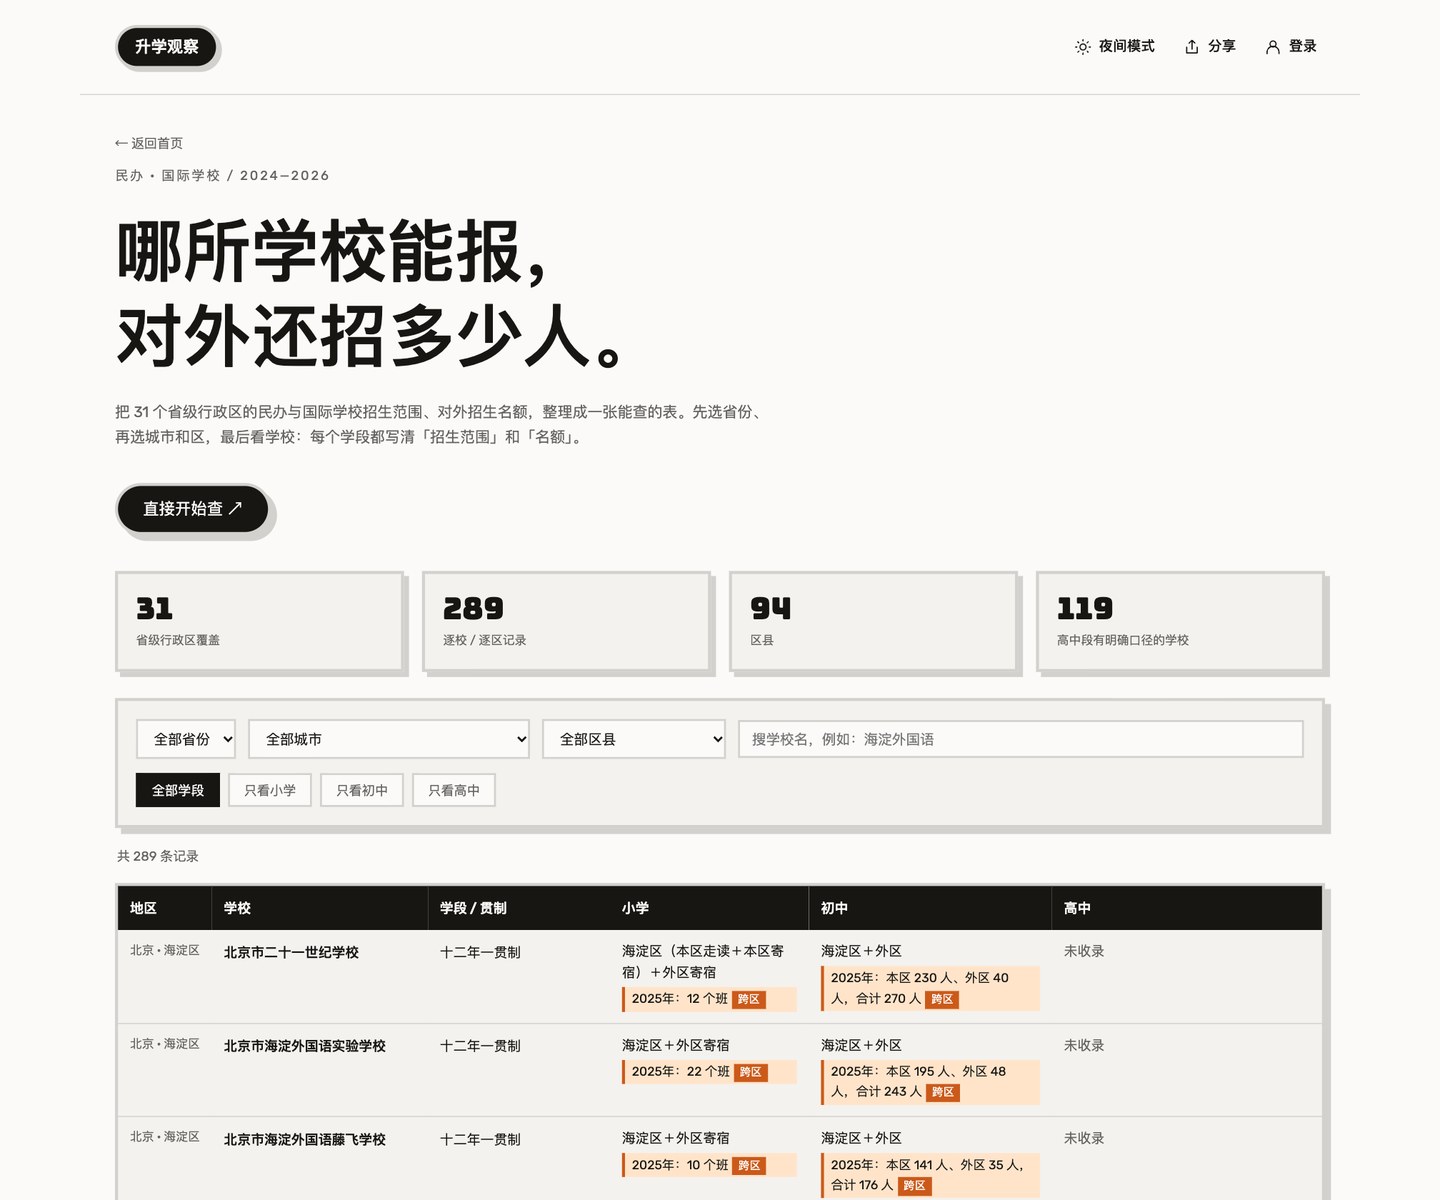 升学观察
夜间模式
分享
登录
← 返回首页
民办 · 国际学校 / 2024—2026
哪所学校能报，
对外还招多少人。
把 31 个省级行政区的民办与国际学校招生范围、对外招生名额，整理成一张能查的表。先选省份、
再选城市和区，最后看学校：每个学段都写清「招生范围」和「名额」。
直接开始查 ↗
31
省级行政区覆盖
289
逐校 / 逐区记录
94
区县
119
高中段有明确口径的学校
全部省份
全部城市
全部区县
搜学校名，例如：海淀外国语
全部学段
只看小学
只看初中
只看高中
共 289 条记录
地区
学校
学段 / 贯制
小学
初中
高中
北京 · 海淀区
北京市二十一世纪学校
十二年一贯制
海淀区（本区走读＋本区寄
宿）＋外区寄宿
2025年：12 个班 跨区
海淀区＋外区
2025年：本区 230 人、外区 40
人，合计 270 人 跨区
未收录
北京 · 海淀区
北京市海淀外国语实验学校
十二年一贯制
海淀区＋外区寄宿
2025年：22 个班 跨区
海淀区＋外区
2025年：本区 195 人、外区 48
人，合计 243 人 跨区
未收录
北京 · 海淀区
北京市海淀外国语藤飞学校
十二年一贯制
海淀区＋外区寄宿
2025年：10 个班 跨区
海淀区＋外区
2025年：本区 141 人、外区 35 人，
合计 176 人 跨区
未收录